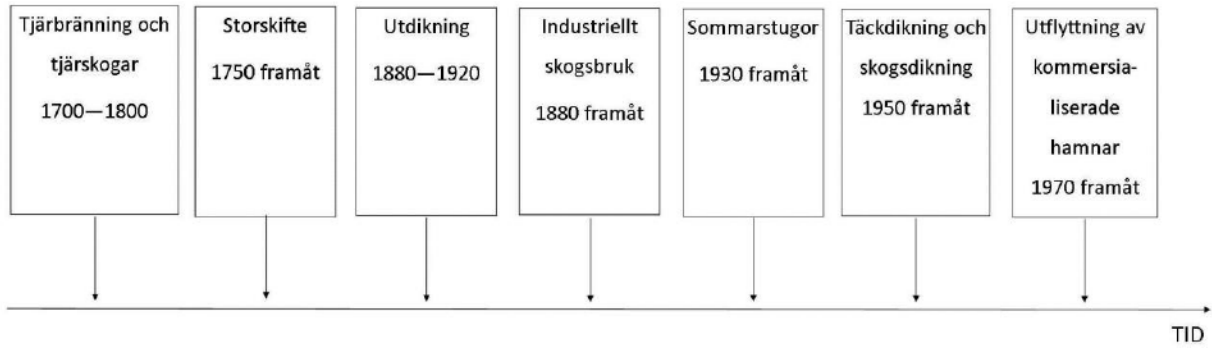 Tjärbränning och
tjärskogar
1700—1800
Storskifte
1750 framåt
Utdikning
1880—1920
Industriellt
skogsbruk
1880 framåt
Sommarstugor
1930 framåt
Täckdikning och
skogsdikning
1950 framåt
Utflyttning av
kommersia-
liserade
hamnar
1970 framåt
TID